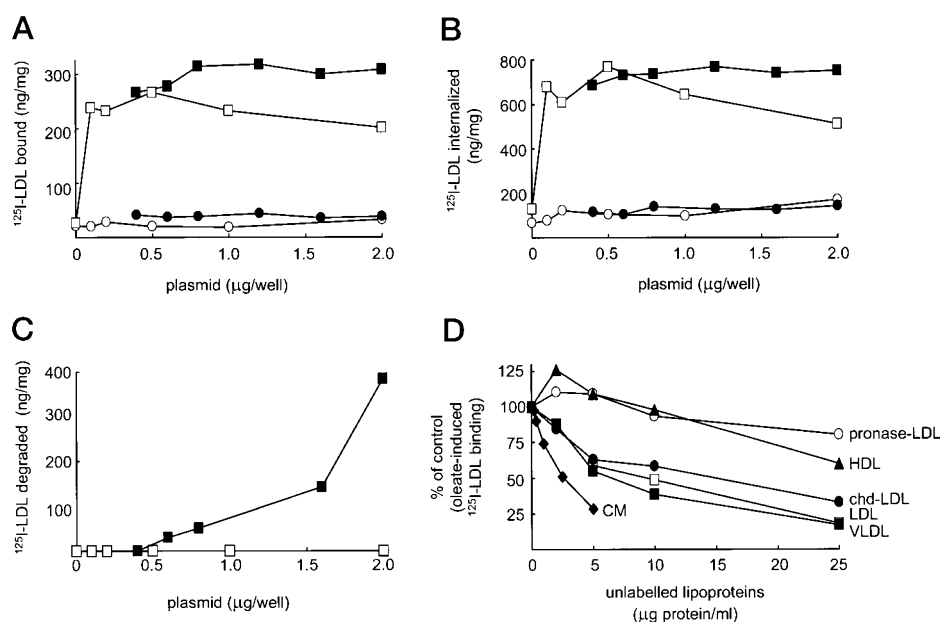 A
¹²⁵I-LDL bound (ng/mg)
300
200
100
0
0.5
1.0
1.5
2.0
plasmid (μg/well)
B
¹²⁵I-LDL internalized
(ng/mg)
800
600
400
200
0
0.5
1.0
1.5
2.0
plasmid (μg/well)
C
¹²⁵I-LDL degraded (ng/mg)
400
300
200
100
0
0.5
1.0
1.5
2.0
plasmid (μg/well)
D
% of control
(oleate-induced
¹²⁵I-LDL binding)
125
100
75
50
25
0
5
10
15
20
25
pronase-LDL
HDL
chd-LDL
LDL
VLDL
CM
unlabelled lipoproteins
(μg protein/ml)